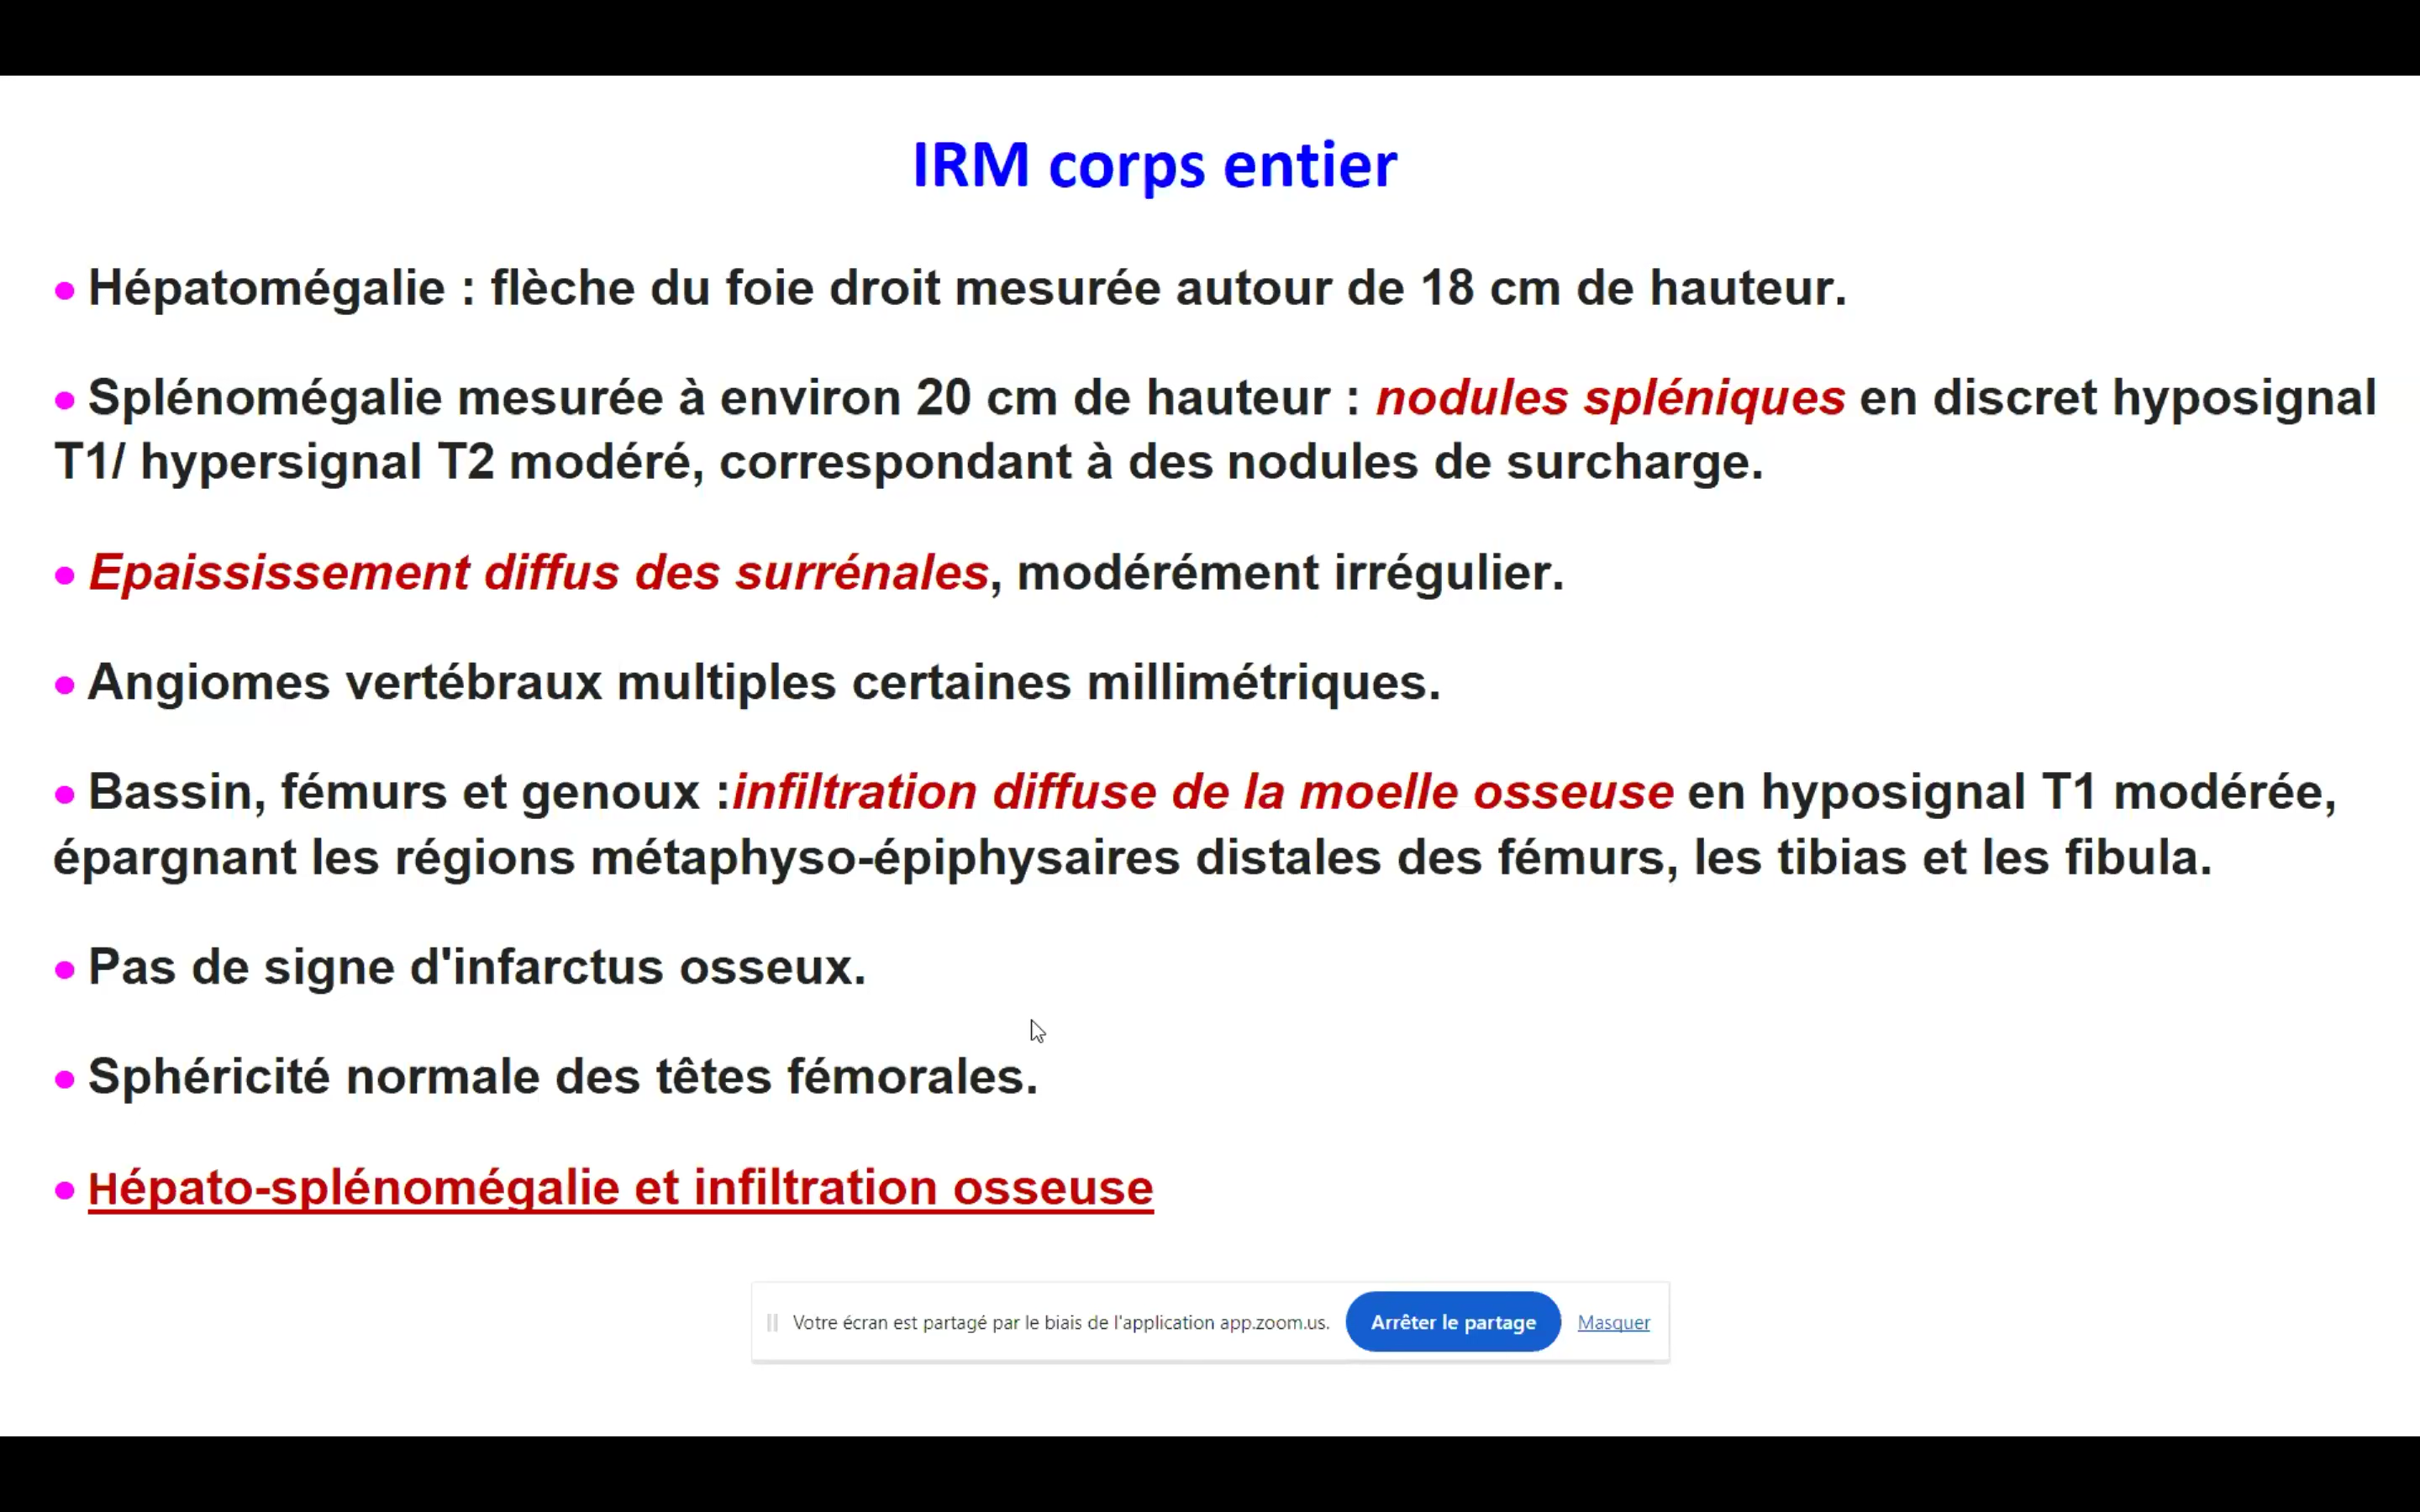 IRM corps entier
• Hépatomégalie : flèche du foie droit mesurée autour de 18 cm de hauteur.
• Splénomégalie mesurée à environ 20 cm de hauteur : nodules spléniques en discret hyposignal
T1/ hypersignal T2 modéré, correspondant à des nodules de surcharge.
• Epaississement diffus des surrénales, modérément irrégulier.
• Angiomes vertébraux multiples certaines millimétriques.
• Bassin, fémurs et genoux :infiltration diffuse de la moelle osseuse en hyposignal T1 modérée,
épargnant les régions métaphyso-épiphysaires distales des fémurs, les tibias et les fibula.
• Pas de signe d'infarctus osseux.
• Sphéricité normale des têtes fémorales.
• Hépato-splénomégalie et infiltration osseuse
Votre écran est partagé par le biais de l'application app.zoom.us. Arrêter le partage Masquer